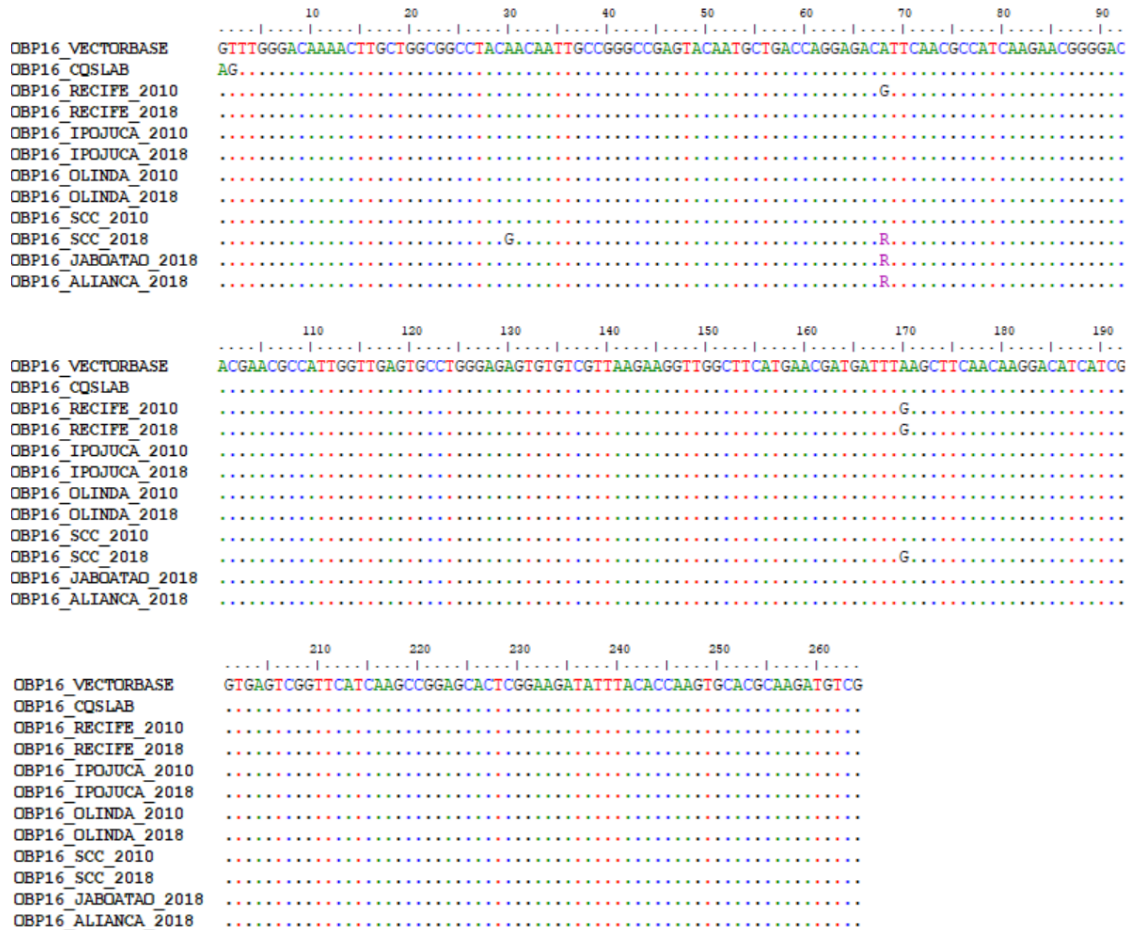 10 20 30 40 50 60 70 80 90
....|....|....|....|....|....|....|....|....|....|....|....|....|....|....|....|....|....|..
OBP16_VECTORBASE GTTTGGGACAAAACTTGCTGGCGGCCTACAACAATTGCCGGGCCGAGTACAATGCTGACCAGGAGACATTCAACGCCATCAAGAACGGGGAC
OBP16_CQSLAB AG..........................................................................................
OBP16_RECIFE_2010 ...................................................................G........................
OBP16_RECIFE_2018 ............................................................................................
OBP16_IPOJUCA_2010 ............................................................................................
OBP16_IPOJUCA_2018 ............................................................................................
OBP16_OLINDA_2010 ............................................................................................
OBP16_OLINDA_2018 ............................................................................................
OBP16_SCC_2010 ............................................................................................
OBP16_SCC_2018 .............................G.....................................R........................
OBP16_JABOATAO_2018 ...................................................................R........................
OBP16_ALIANCA_2018 ...................................................................R........................
110 120 130 140 150 160 170 180 190
....|....|....|....|....|....|....|....|....|....|....|....|....|....|....|....|....|....|..
OBP16_VECTORBASE ACGAACGCCATTGGTTGAGTGCCTGGGAGAGTGTGTCGTTAAGAAGGTTGGCTTCATGAACGATGATTTAAGCTTCAACAAGGACATCATCG
OBP16_CQSLAB ............................................................................................
OBP16_RECIFE_2010 .....................................................................G......................
OBP16_RECIFE_2018 .....................................................................G......................
OBP16_IPOJUCA_2010 ............................................................................................
OBP16_IPOJUCA_2018 ............................................................................................
OBP16_OLINDA_2010 ............................................................................................
OBP16_OLINDA_2018 ............................................................................................
OBP16_SCC_2010 ............................................................................................
OBP16_SCC_2018 .....................................................................G......................
OBP16_JABOATAO_2018 ............................................................................................
OBP16_ALIANCA_2018 ............................................................................................
210 220 230 240 250 260
....|....|....|....|....|....|....|....|....|....|....|....|....
OBP16_VECTORBASE GTGAGTCGGTTCATCAAGCCGGAGCACTCGGAAGATATTTACACCAAGTGCACGCAAGATGTCG
OBP16_CQSLAB ................................................................
OBP16_RECIFE_2010 ................................................................
OBP16_RECIFE_2018 ................................................................
OBP16_IPOJUCA_2010 ................................................................
OBP16_IPOJUCA_2018 ................................................................
OBP16_OLINDA_2010 ................................................................
OBP16_OLINDA_2018 ................................................................
OBP16_SCC_2010 ................................................................
OBP16_SCC_2018 ................................................................
OBP16_JABOATAO_2018 ................................................................
OBP16_ALIANCA_2018 ................................................................